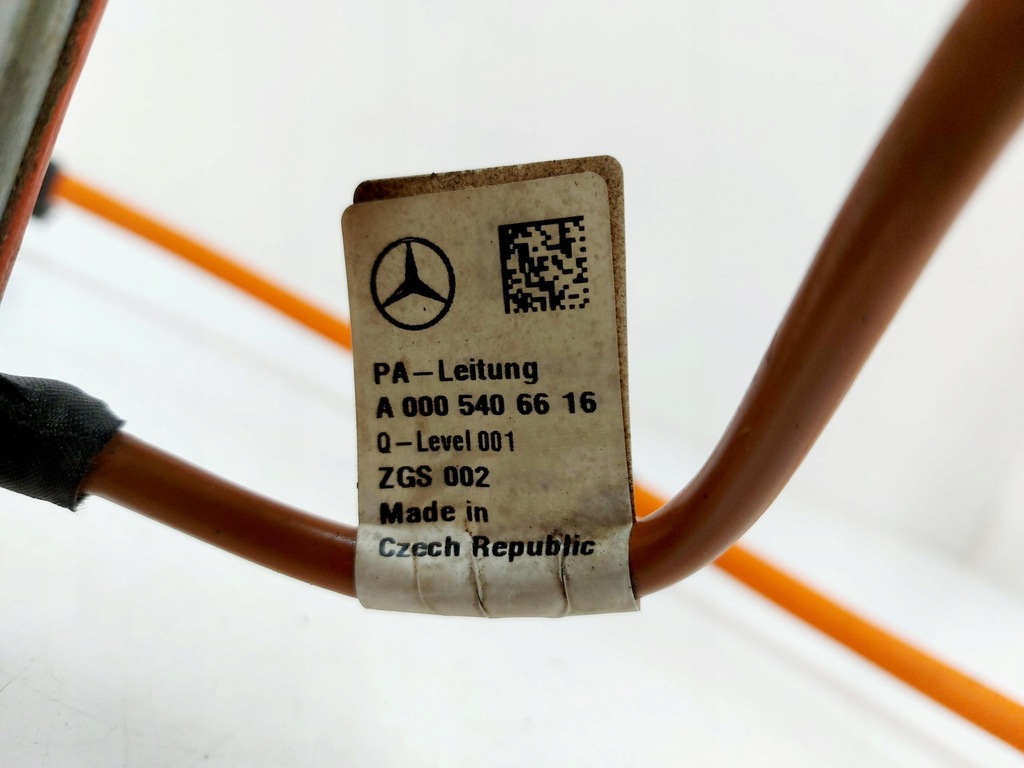 PA-Leitung
A 000 540 66 16
Q-Level 001
ZGS 002
Made in
Czech Republic